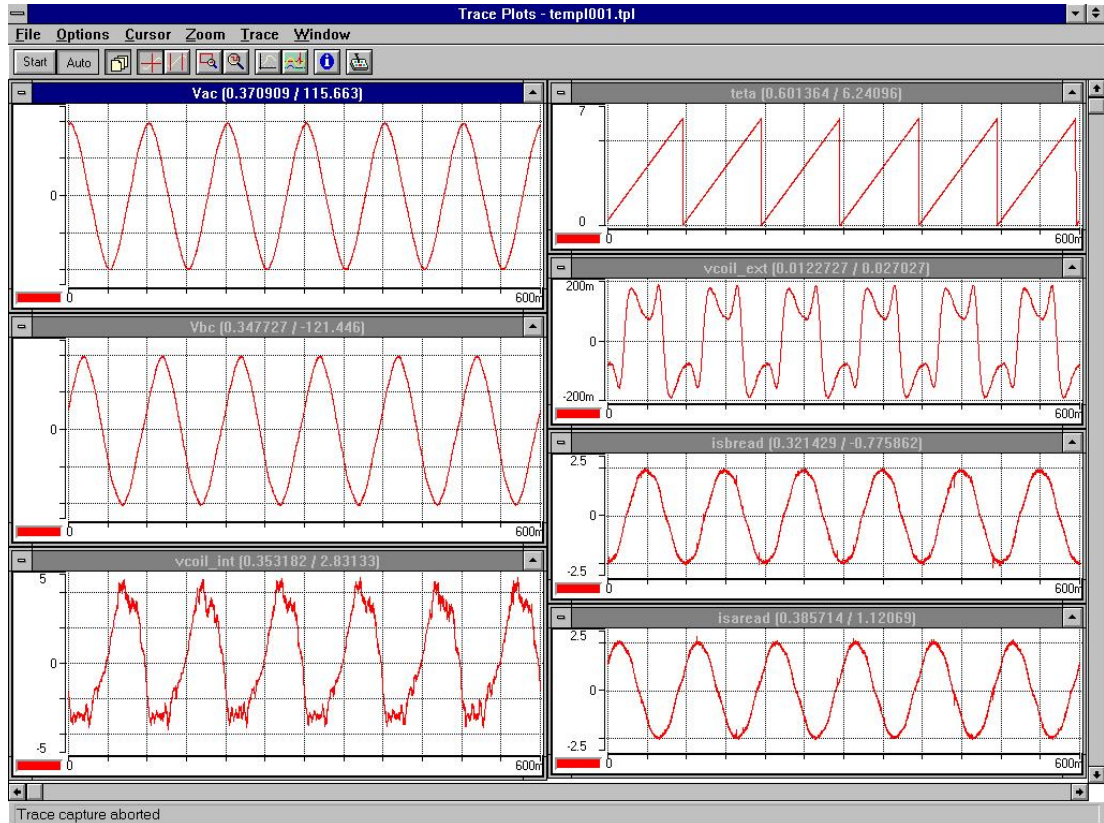 Trace Plots - templ001.tpl
File Options Cursor Zoom Trace Window
Start Auto
Vac (0.370909 / 115.663)
0
0 600m
Vbc (0.347727 / -121.446)
0
0 600m
vcoil_int (0.353182 / 2.83133)
5
0
-5
0 600m
teta (0.601364 / 6.24096)
7
0
0 600m
vcoil_ext (0.0122727 / 0.027027)
200m
0
-200m
0 600m
isbread (0.321429 / -0.775862)
2.5
0
-2.5
0 600m
isaread (0.385714 / 1.12069)
2.5
0
-2.5
0 600m
Trace capture aborted